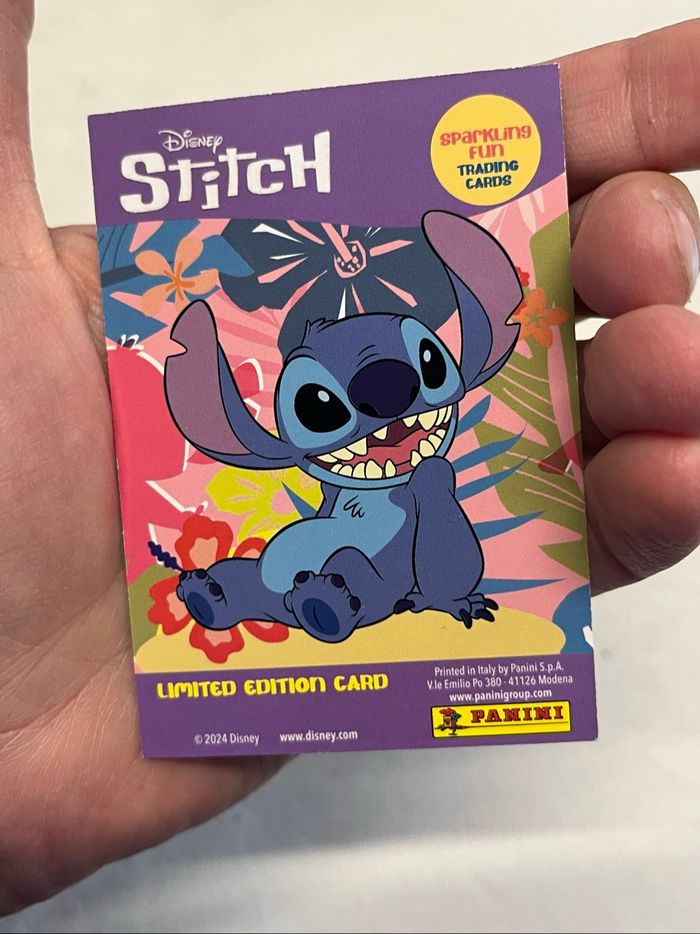 Disney
Stitch
Sparkling
Fun
TRADING
CARDS
LIMITED EDITION CARD
Printed in Italy by Panini S.p.A.
V.le Emilio Po 380 - 41126 Modena
www.paninigroup.com
PANINI
© 2024 Disney www.disney.com